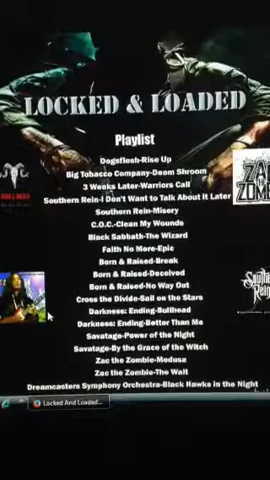 LOCKED & LOADED
Playlist
Dogsflesh-Rise Up
Big Tobacco Company-Doom Shroom
3 Weeks Later-Warriors Call
Southern Rein-I Don't Want to Talk About it Later
Southern Rein-Misery
C.O.C-Clean My Wounds
Black Sabbath-The Wizard
Faith No More-Epic
Born & Raised-Break
Born & Raised-Deceived
Born & Raised-No Way Out
Cross the Divide-Sail on the Stars
Darkness: Ending-Bullhead
Darkness: Ending-Better Than Me
Savatage-Power of the Night
Savatage-By the Grace of the Witch
Zac the Zombie-Medusa
Zac the Zombie-The Wait
Dreamcasters Symphony Orchestra-Black Hawks in the Night
ZAC
ZOMB
Southern
Rein
Locked And Loaded...